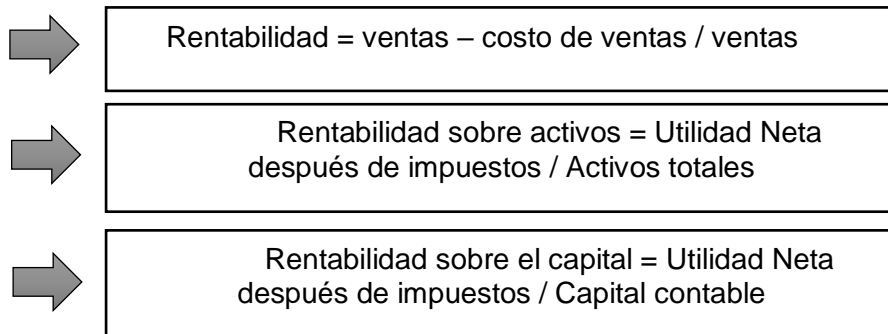 Rentabilidad = ventas – costo de ventas / ventas
Rentabilidad sobre activos = Utilidad Neta
después de impuestos / Activos totales
Rentabilidad sobre el capital = Utilidad Neta
después de impuestos / Capital contable